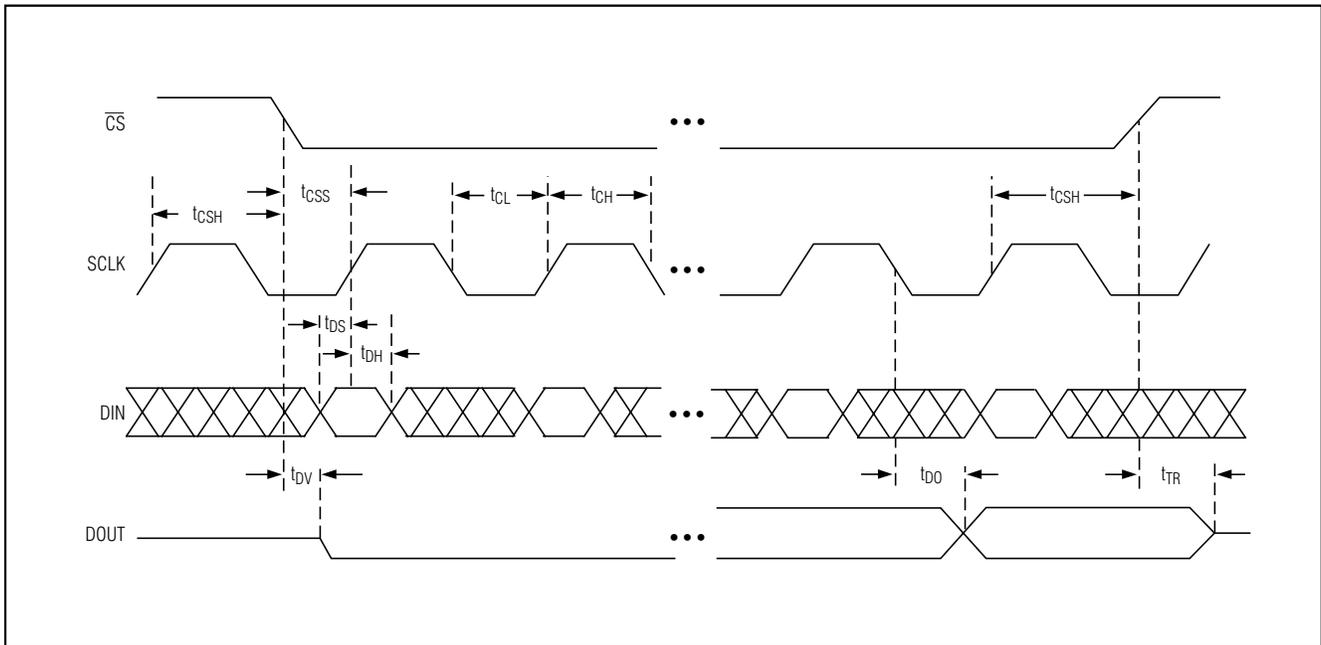 CS
tCSS
tCL
tCH
tCSH
tCSH
SCLK
tDS
tDH
DIN
tDV
tDO
tTR
DOUT